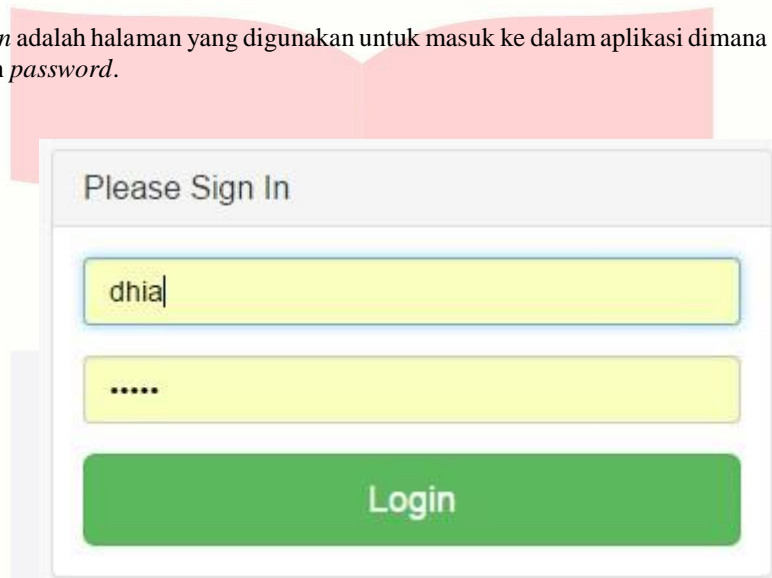 n adalah halaman yang digunakan untuk masuk ke dalam aplikasi dimana
password.
Please Sign In
dhia
•••••
Login